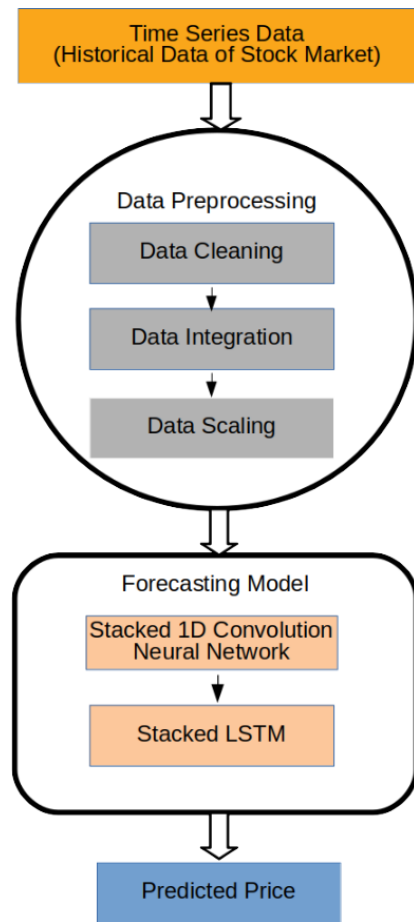 Time Series Data
(Historical Data of Stock Market)
Data Preprocessing
Data Cleaning
Data Integration
Data Scaling
Forecasting Model
Stacked 1D Convolution
Neural Network
Stacked LSTM
Predicted Price